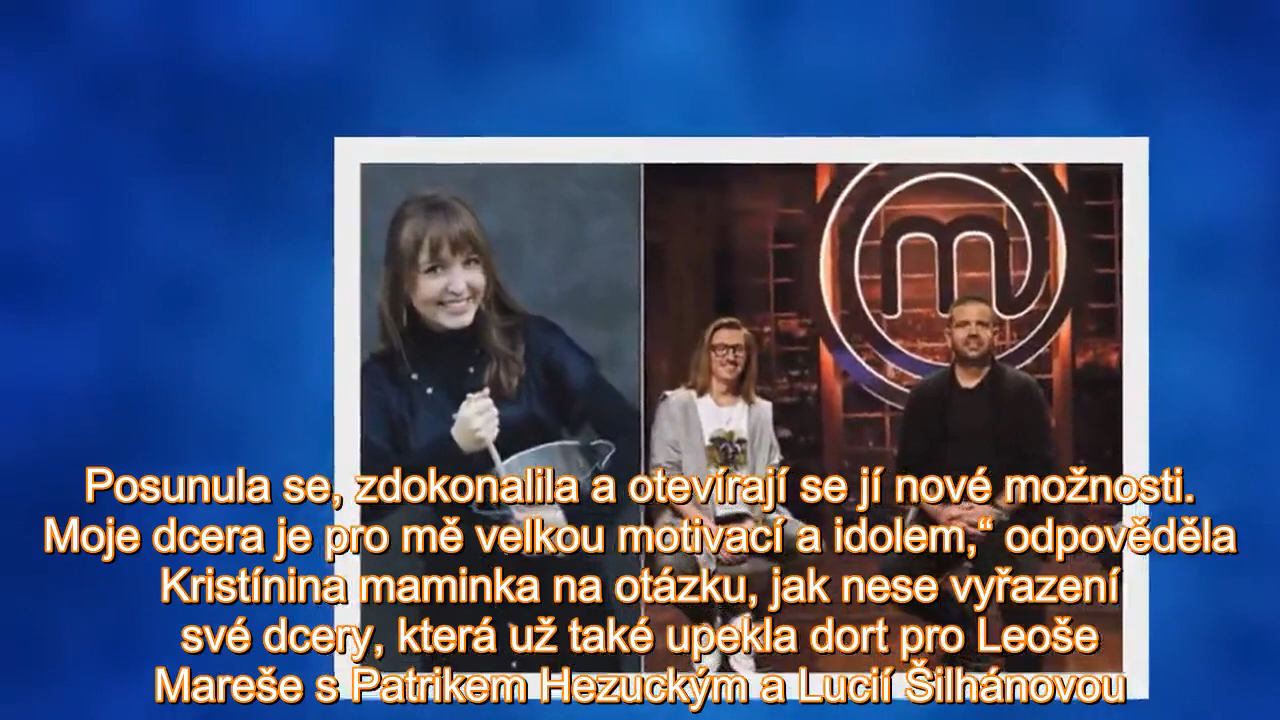 Posunula se, zdokonalila a otevírají se jí nové možnosti.
Moje dcera je pro mě velkou motivací a idolem,“ odpověděla
Kristínina maminka na otázku, jak nese vyřazení
své dcery, která už také upekla dort pro Leoše
Mareše s Patrikem Hezuckým a Lucií Šilhánovou